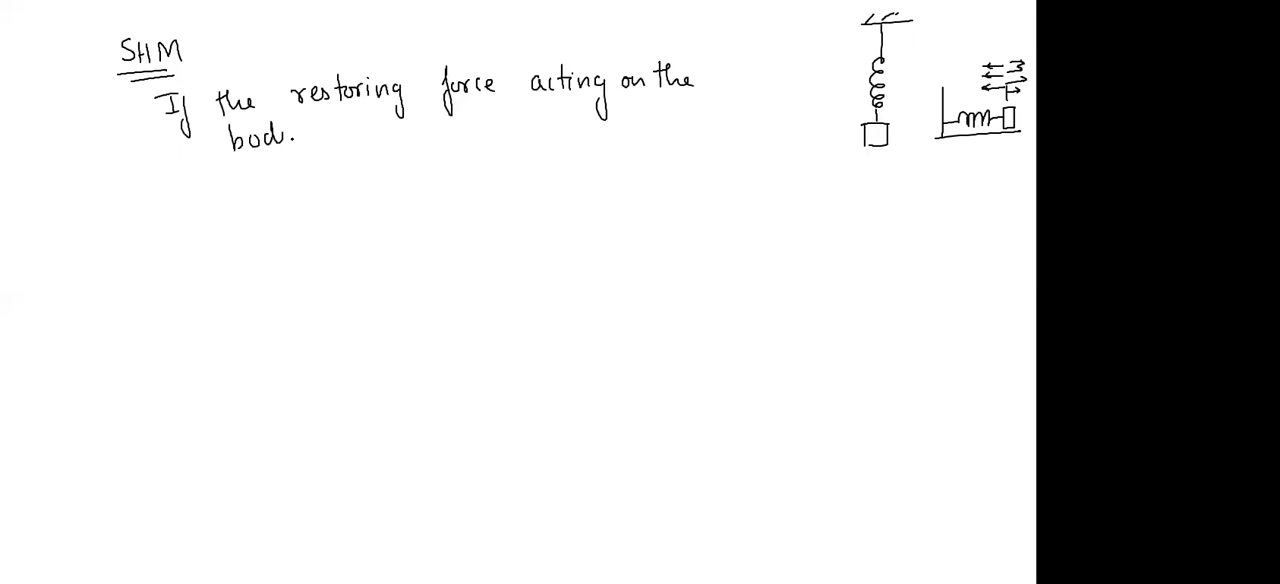 SHM
If the restoring force acting on the
bod.